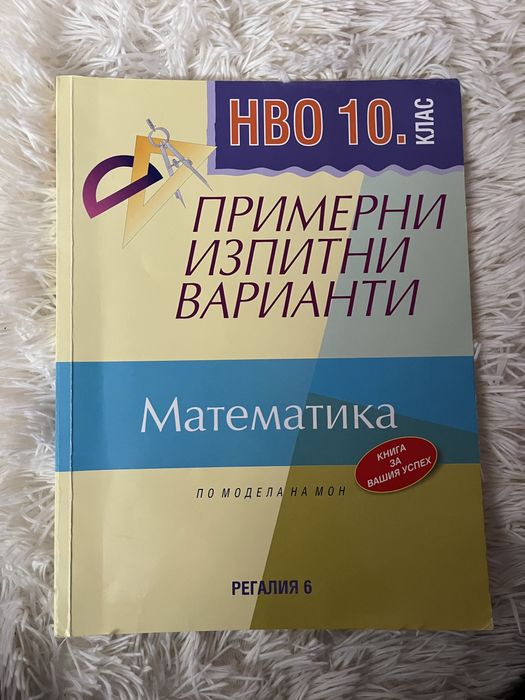 НВО 10. КЛАС
ПРИМЕРНИ
ИЗПИТНИ
ВАРИАНТИ
Математика
КНИГА
ЗА
ВАШИЯ УСПЕХ
ПО МОДЕЛА НА МОН
РЕГАЛИЯ 6